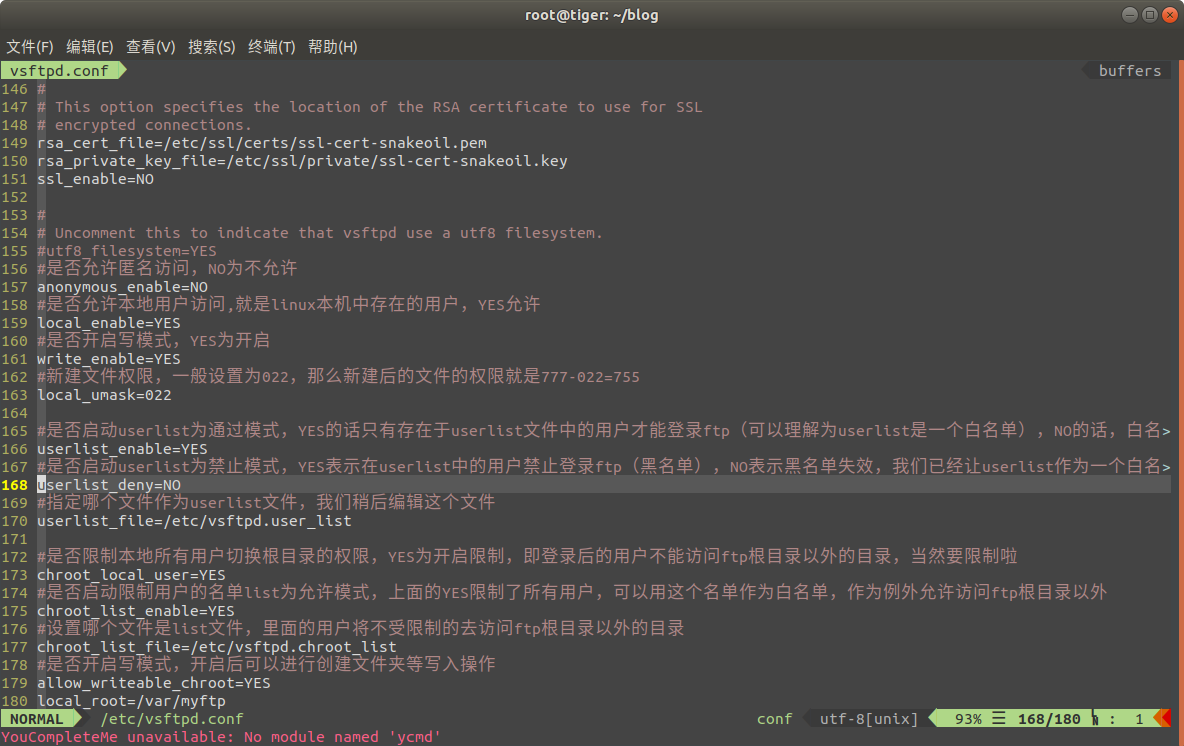 root@tiger: ~/blog
文件(F) 编辑(E) 查看(V) 搜索(S) 终端(T) 帮助(H)
vsftpd.conf buffers
146 #
147 # This option specifies the location of the RSA certificate to use for SSL
148 # encrypted connections.
149 rsa_cert_file=/etc/ssl/certs/ssl-cert-snakeoil.pem
150 rsa_private_key_file=/etc/ssl/private/ssl-cert-snakeoil.key
151 ssl_enable=NO
152
153 #
154 # Uncomment this to indicate that vsftpd use a utf8 filesystem.
155 #utf8_filesystem=YES
156 #是否允许匿名访问，NO为不允许
157 anonymous_enable=NO
158 #是否允许本地用户访问,就是linux本机中存在的用户，YES允许
159 local_enable=YES
160 #是否开启写模式，YES为开启
161 write_enable=YES
162 #新建文件权限，一般设置为022，那么新建后的文件的权限就是777-022=755
163 local_umask=022
164
165 #是否启动userlist为通过模式，YES的话只有存在于userlist文件中的用户才能登录ftp（可以理解为userlist是一个白名单），NO的话，白名>
166 userlist_enable=YES
167 #是否启动userlist为禁止模式，YES表示在userlist中的用户禁止登录ftp（黑名单），NO表示黑名单失效，我们已经让userlist作为一个白名>
168 userlist_deny=NO
169 #指定哪个文件作为userlist文件，我们稍后编辑这个文件
170 userlist_file=/etc/vsftpd.user_list
171
172 #是否限制本地所有用户切换根目录的权限，YES为开启限制，即登录后的用户不能访问ftp根目录以外的目录，当然要限制啦
173 chroot_local_user=YES
174 #是否启动限制用户的名单list为允许模式，上面的YES限制了所有用户，可以用这个名单作为白名单，作为例外允许访问ftp根目录以外
175 chroot_list_enable=YES
176 #设置哪个文件是list文件，里面的用户将不受限制的去访问ftp根目录以外的目录
177 chroot_list_file=/etc/vsftpd.chroot_list
178 #是否开启写模式，开启后可以进行创建文件夹等写入操作
179 allow_writeable_chroot=YES
180 local_root=/var/myftp
NORMAL /etc/vsftpd.conf conf utf-8[unix] 93% ☰ 168/180 ㏑ : 1
YouCompleteMe unavailable: No module named 'ycmd'